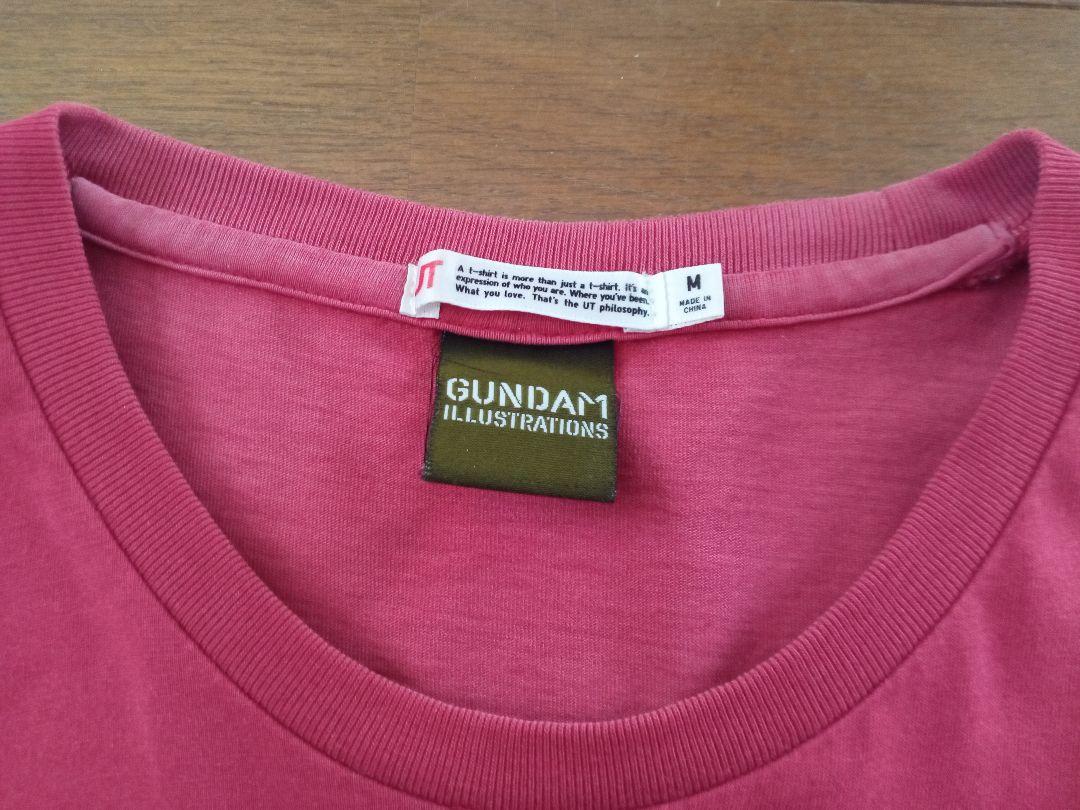 UT
A t-shirt is more than just a t-shirt, it's an
expression of who you are. Where you've been.
What you love. That's the UT philosophy.
M
MADE IN
CHINA
GUNDAM
ILLUSTRATIONS